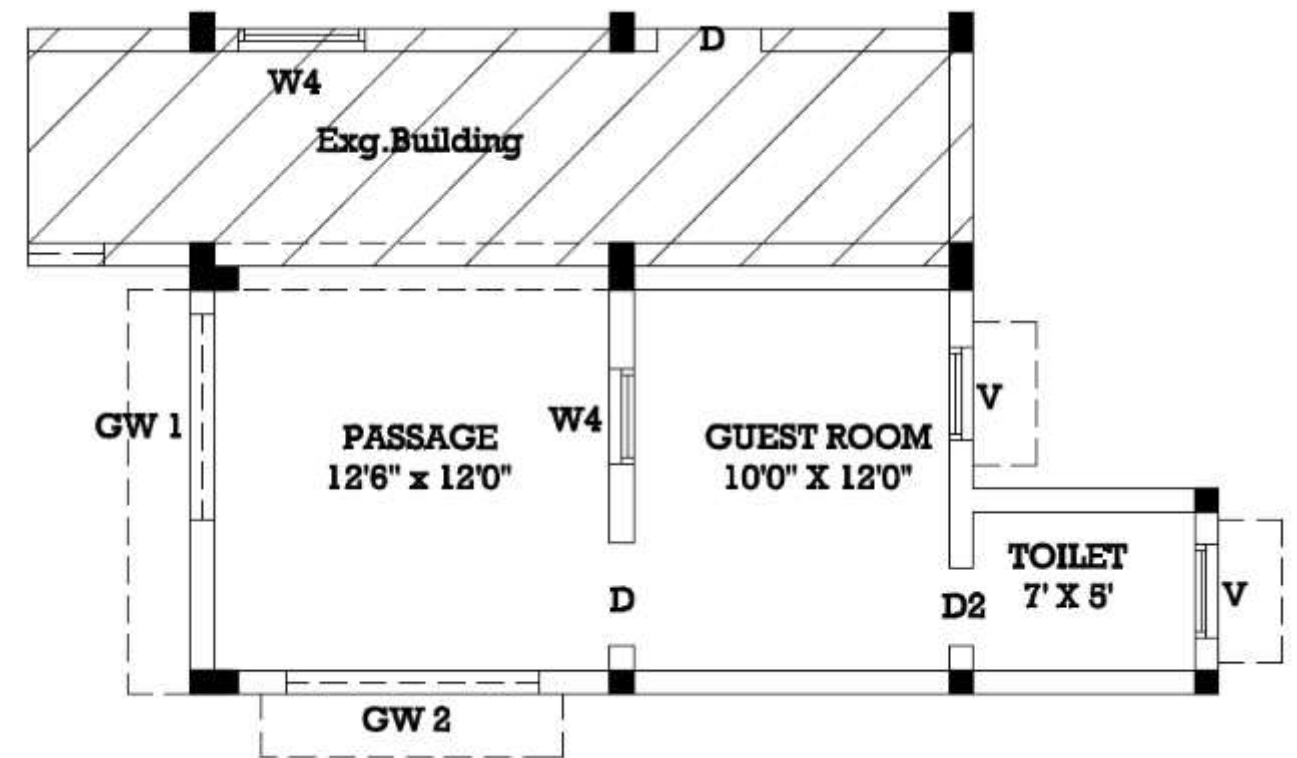 D
W4
Exg.Building
GW 1
PASSAGE
12'6" x 12'0"
W4
GUEST ROOM
10'0" X 12'0"
V
D
D2
TOILET
7' X 5'
V
GW 2